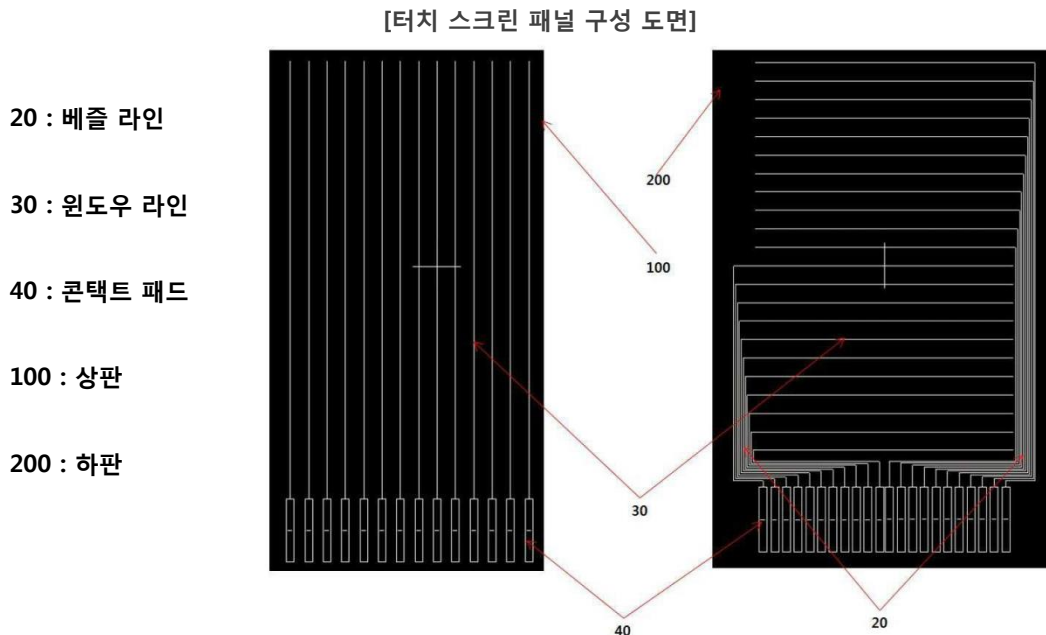 [터치 스크린 패널 구성 도면]
20 : 베즐 라인
30 : 윈도우 라인
40 : 콘택트 패드
100 : 상판
200 : 하판
200
100
30
20
40